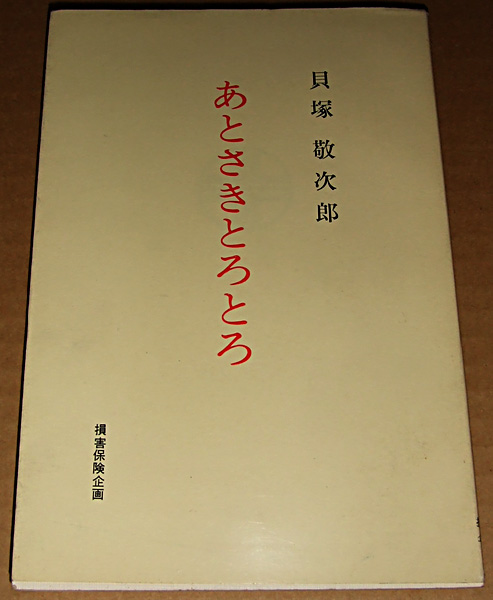 貝塚 敬次郎
あとさきとろとろ
損害保険企画